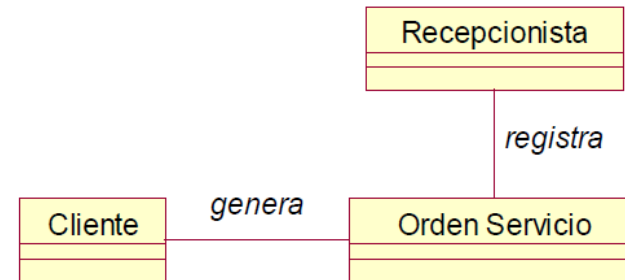 Recepcionista
registra
genera
Cliente
Orden Servicio